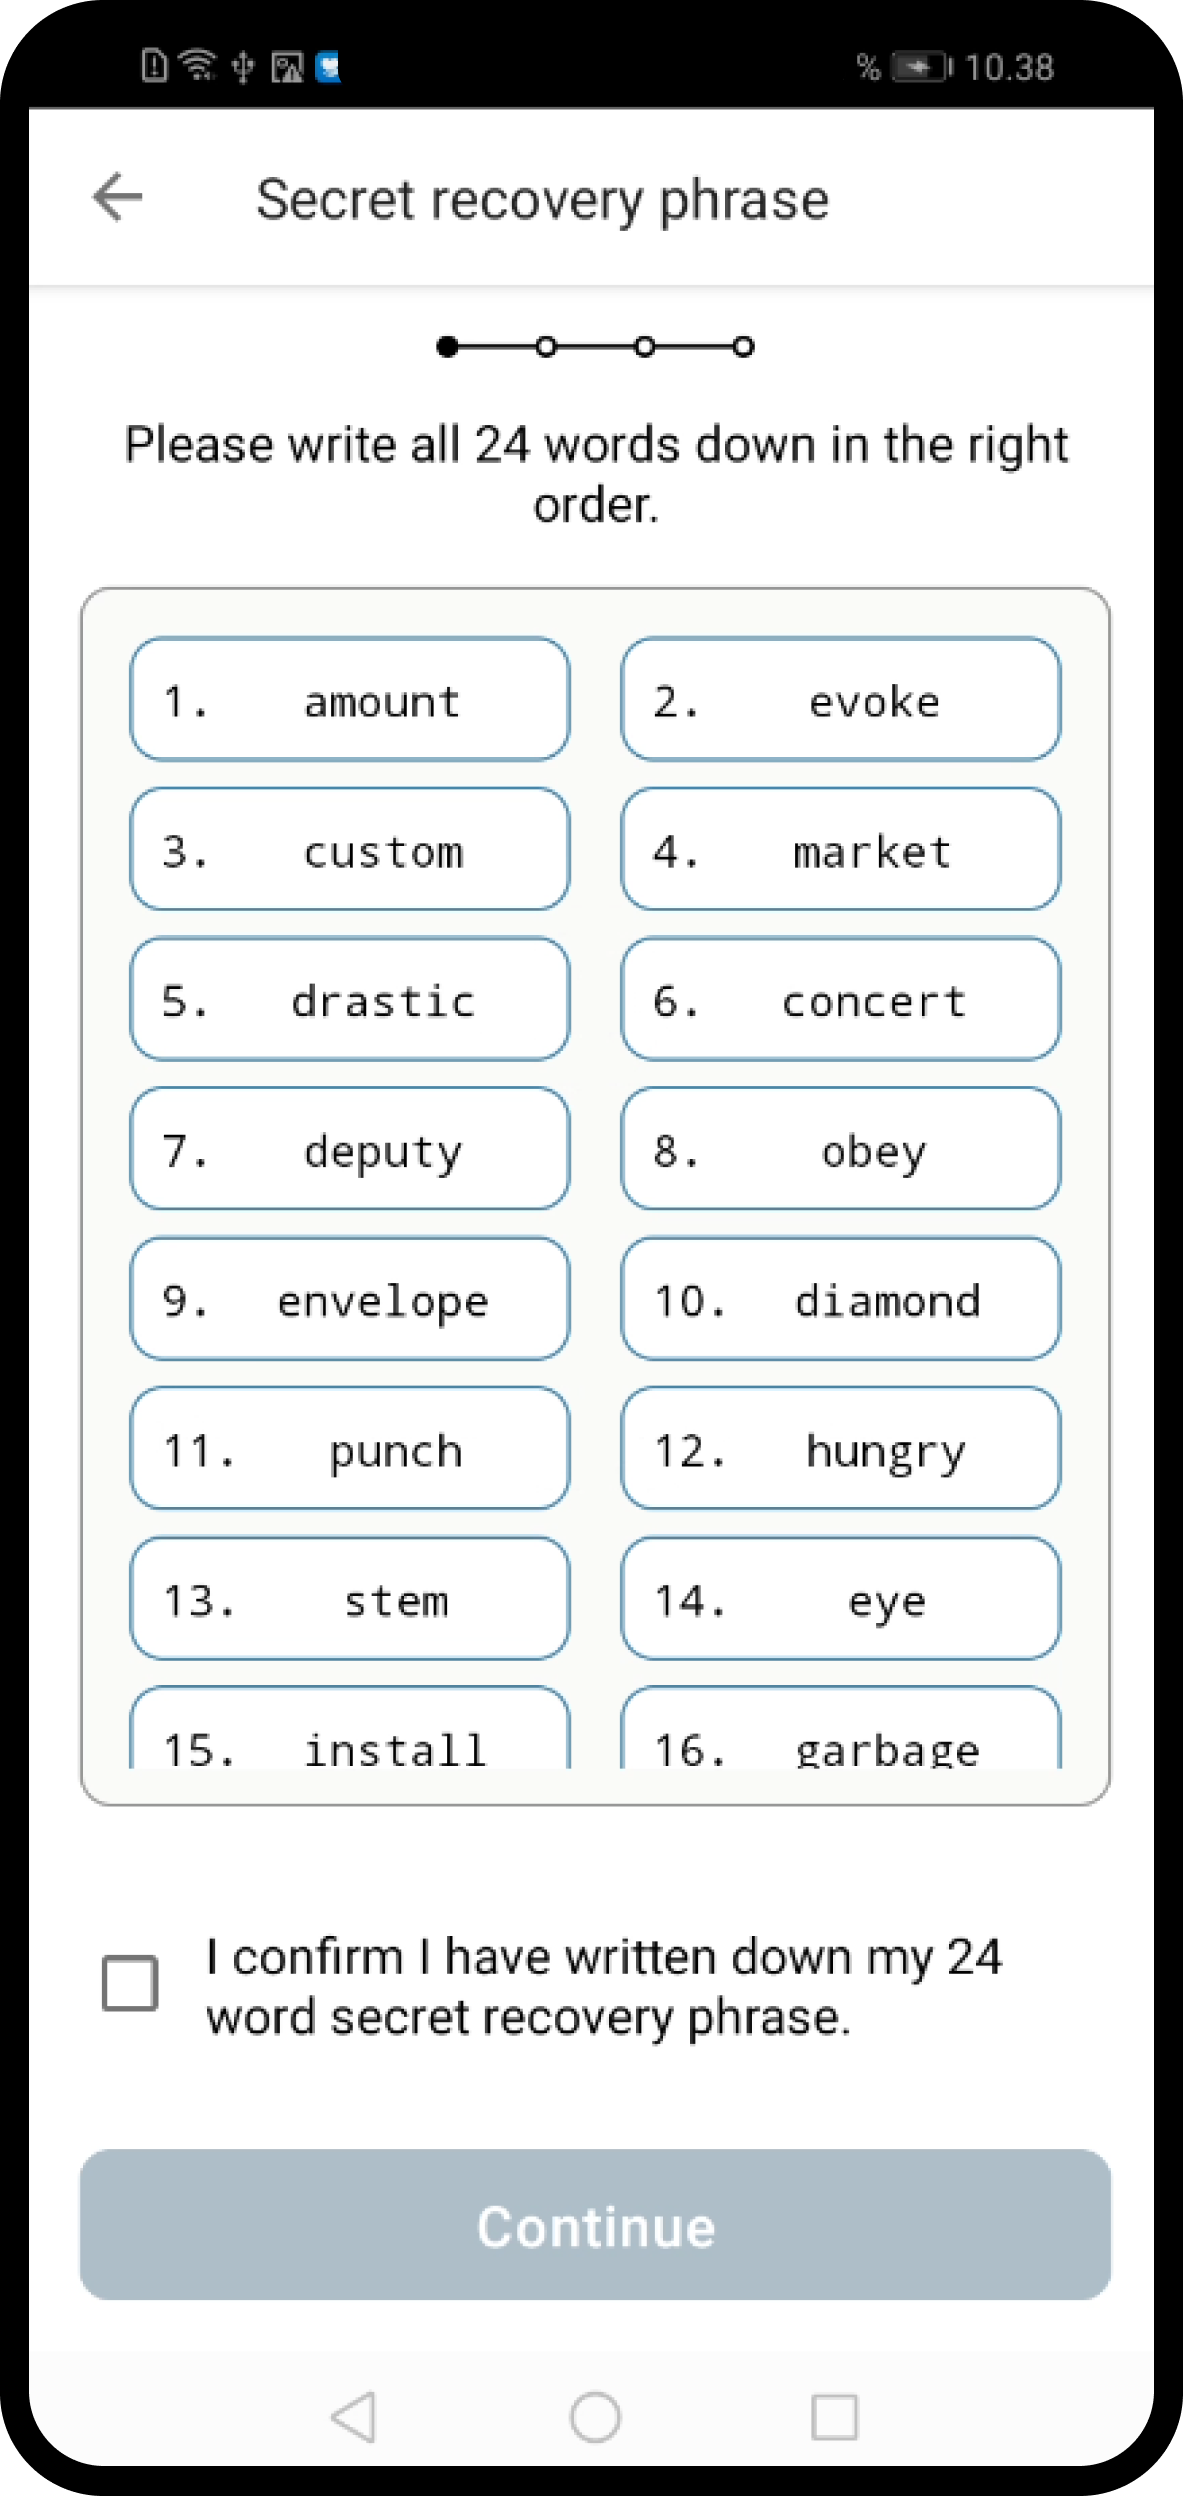 % 10.38
Secret recovery phrase
Please write all 24 words down in the right
order.
1. amount 2. evoke
3. custom 4. market
5. drastic 6. concert
7. deputy 8. obey
9. envelope 10. diamond
11. punch 12. hungry
13. stem 14. eye
15. install 16. garbage
I confirm I have written down my 24
word secret recovery phrase.
Continue